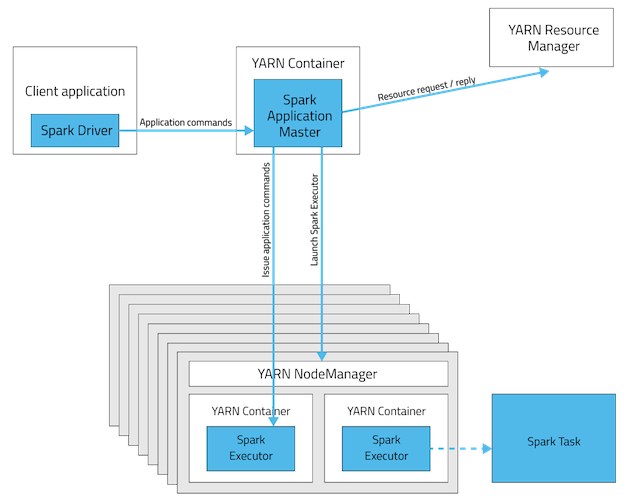 Client application
Spark Driver
Application commands
YARN Container
Spark
Application
Master
Resource request / reply
YARN Resource
Manager
Issue application commands
Launch Spark Executor
YARN NodeManager
YARN Container
Spark
Executor
YARN Container
Spark
Executor
Spark Task